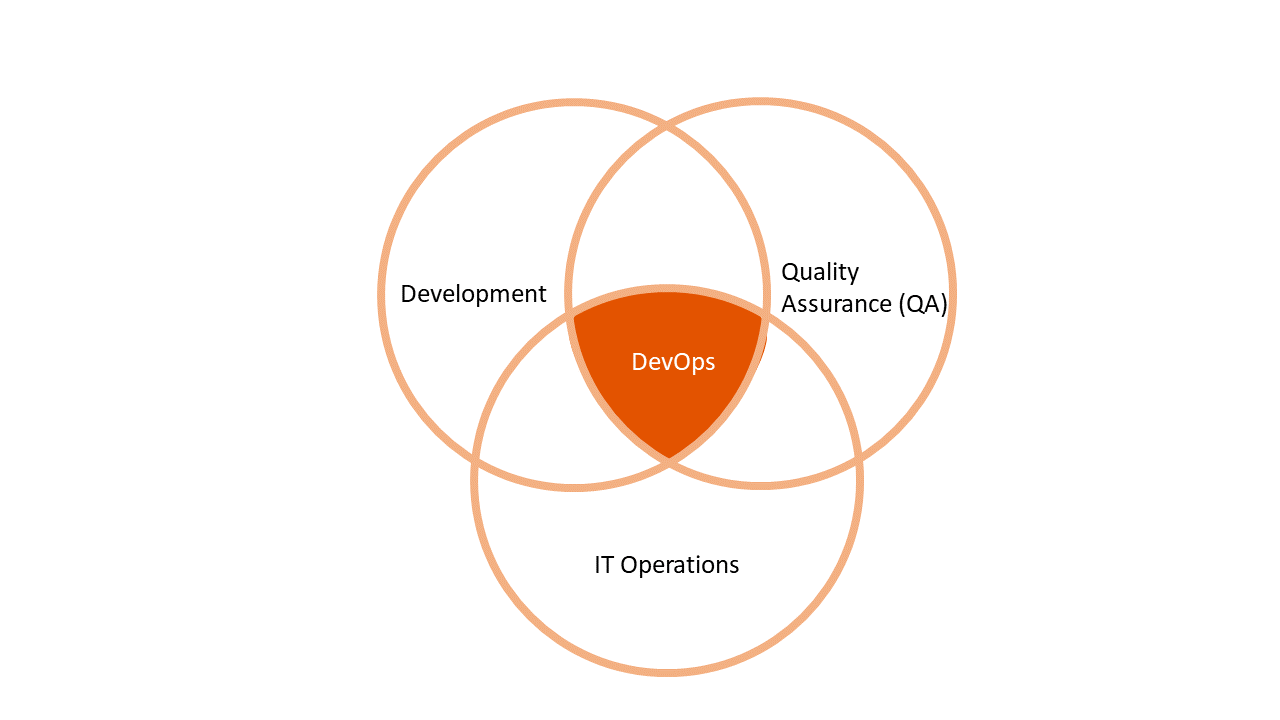 Development
Quality
Assurance (QA)
DevOps
IT Operations